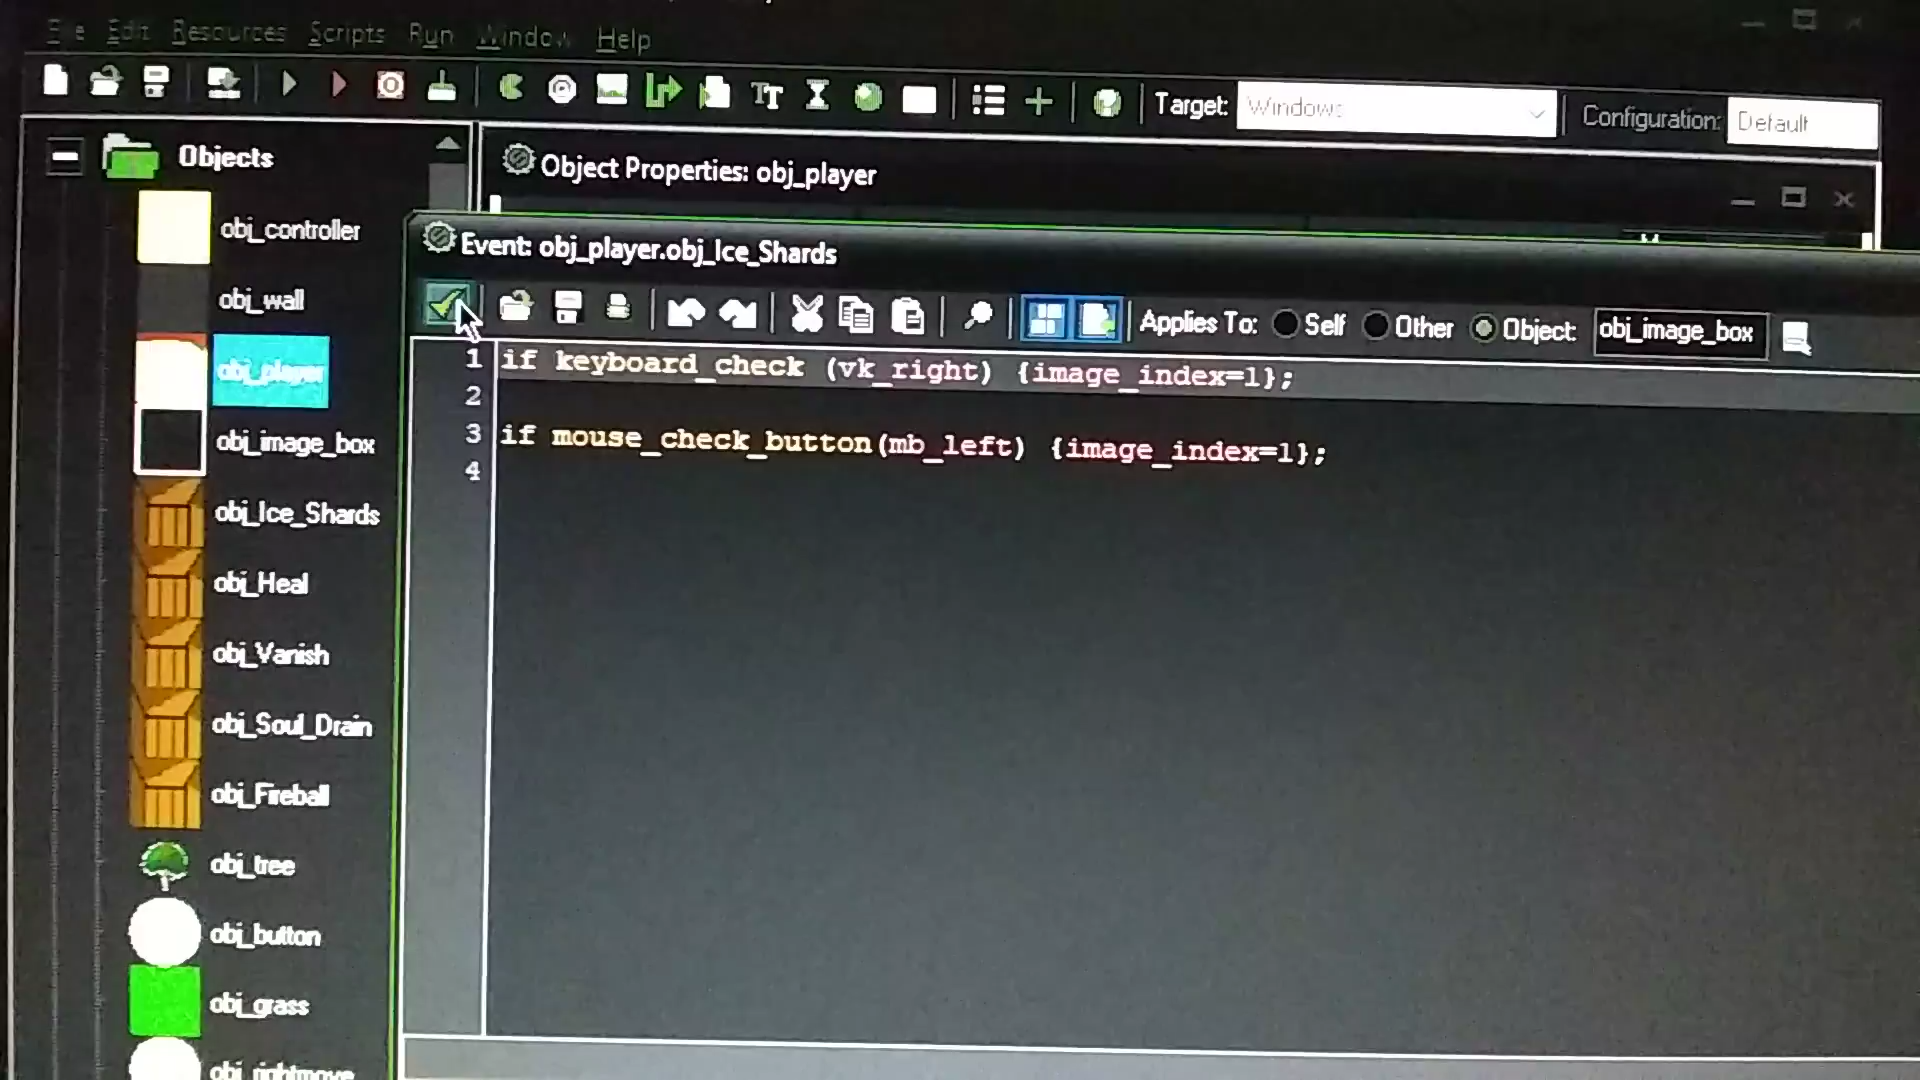 File Edit Resources Scripts Run Window Help
Target: Windows Configuration: Default
Objects
Object Properties: obj_player
obj_controller
Event: obj_player.obj_Ice_Shards
obj_wall
Applies To: Self Other Object: obj_image_box
obj_player
1 if keyboard_check (vk_right) {image_index=1};
2
3 if mouse_check_button(mb_left) {image_index=1};
4
obj_image_box
obj_Ice_Shards
obj_Heal
obj_Vanish
obj_Soul_Drain
obj_Fireball
obj_tree
obj_button
obj_grass
obj_rightmove